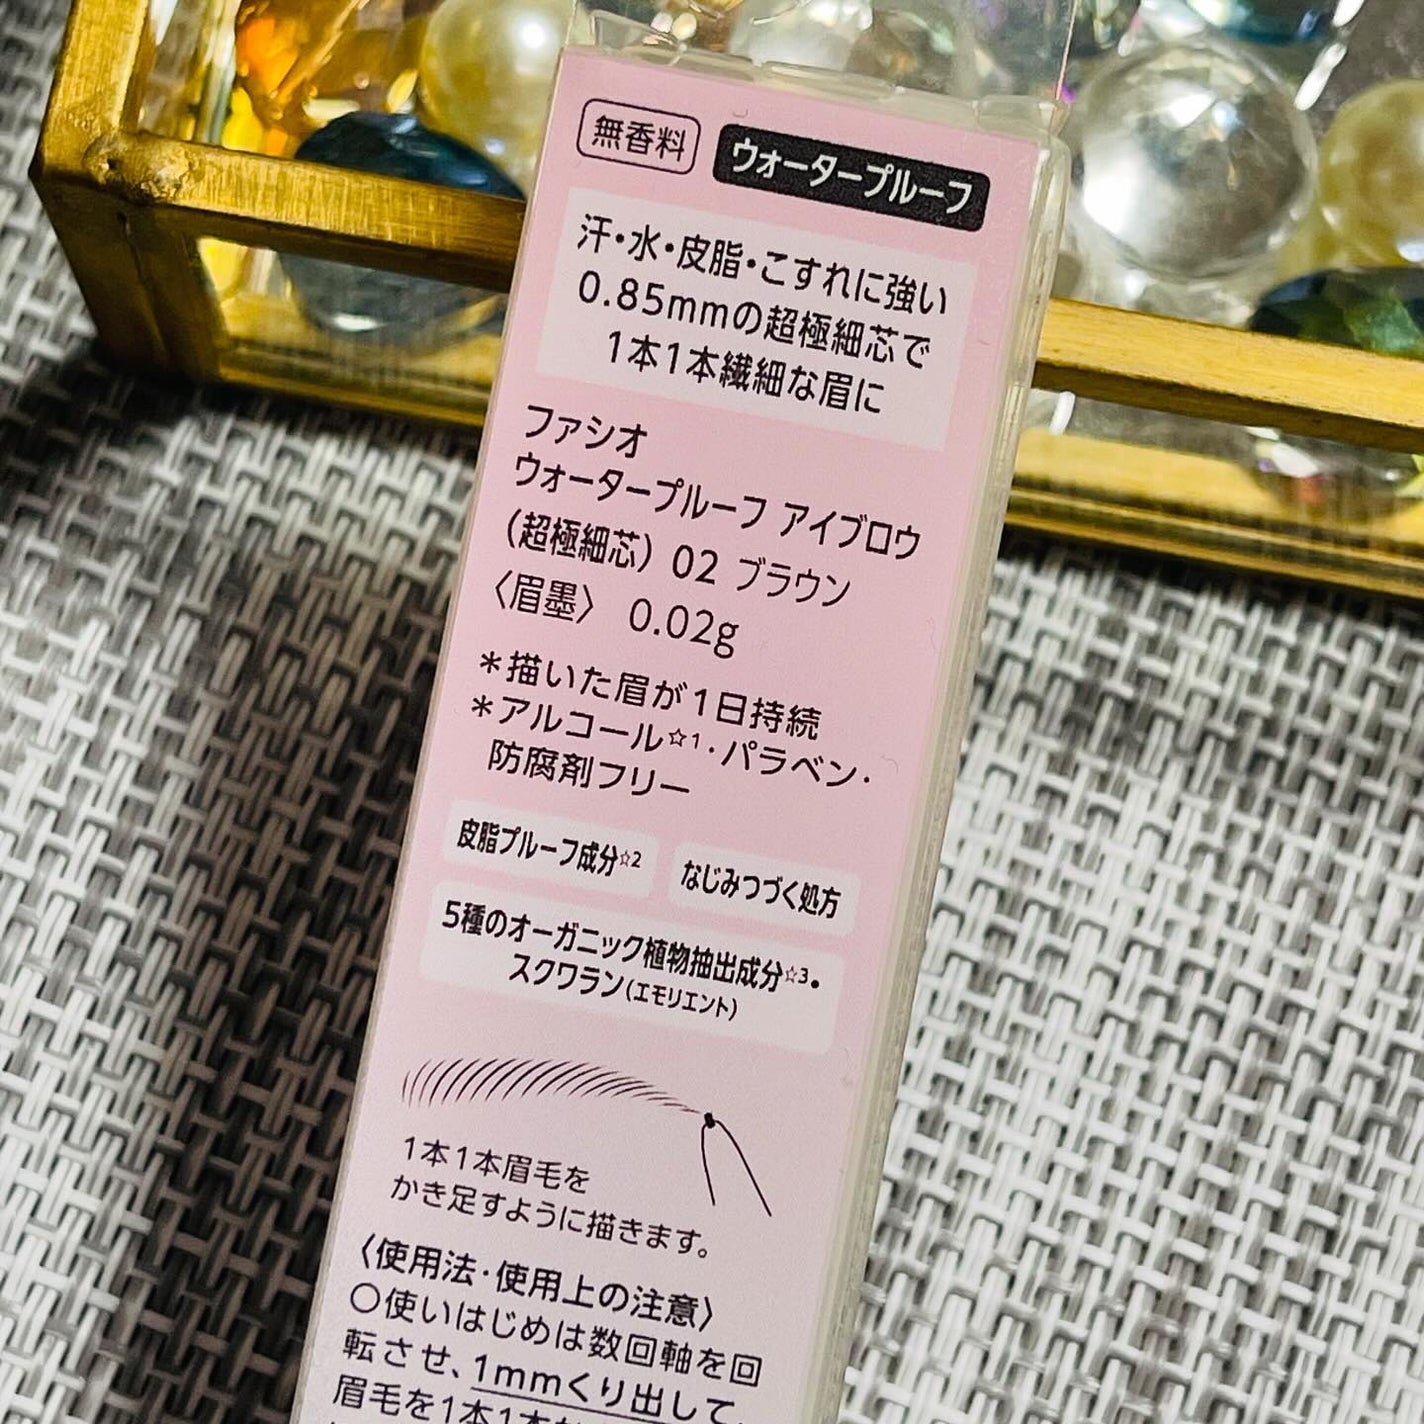 無香料
ウォータープルーフ
汗・水・皮脂・こすれに強い
0.85mmの超極細芯で
1本1本繊細な眉に
ファシオ
ウォータープルーフ アイブロウ
(超極細芯) 02 ブラウン
〈眉墨〉 0.02g
＊描いた眉が1日持続
＊アルコール☆1・パラベン・
防腐剤フリー
皮脂プルーフ成分☆2
なじみつづく処方
5種のオーガニック植物抽出成分☆3・
スクワラン(エモリエント)
1本1本眉毛を
かき足すように描きます。
〈使用法・使用上の注意〉
○使いはじめは数回軸を回
転させ、1mmくり出して、
眉毛を1本1本